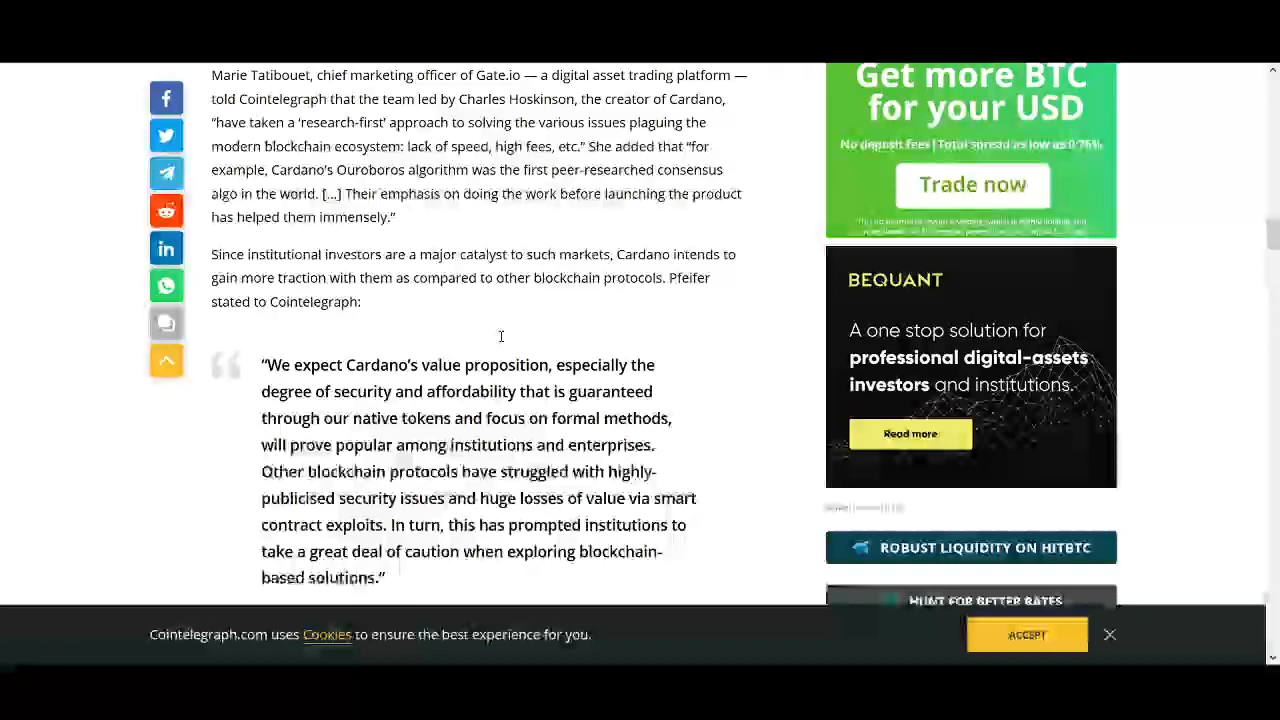 Marie Tatibouet, chief marketing officer of Gate.io — a digital asset trading platform —
told Cointelegraph that the team led by Charles Hoskinson, the creator of Cardano,
“have taken a ‘research-first’ approach to solving the various issues plaguing the
modern blockchain ecosystem: lack of speed, high fees, etc.” She added that “for
example, Cardano’s Ouroboros algorithm was the first peer-researched consensus
algo in the world. [...] Their emphasis on doing the work before launching the product
has helped them immensely.”
Since institutional investors are a major catalyst to such markets, Cardano intends to
gain more traction with them as compared to other blockchain protocols. Pfeifer
stated to Cointelegraph:
“We expect Cardano’s value proposition, especially the
degree of security and affordability that is guaranteed
through our native tokens and focus on formal methods,
will prove popular among institutions and enterprises.
Other blockchain protocols have struggled with highly-
publicised security issues and huge losses of value via smart
contract exploits. In turn, this has prompted institutions to
take a great deal of caution when exploring blockchain-
based solutions.”
Get more BTC
for your USD
No deposit fees | Total spread as low as 0.76%
Trade now
BEQUANT
A one stop solution for
professional digital-assets
investors and institutions.
Read more
ROBUST LIQUIDITY ON HITBTC
HUNT FOR BETTER RATES
Cointelegraph.com uses Cookies to ensure the best experience for you.
ACCEPT